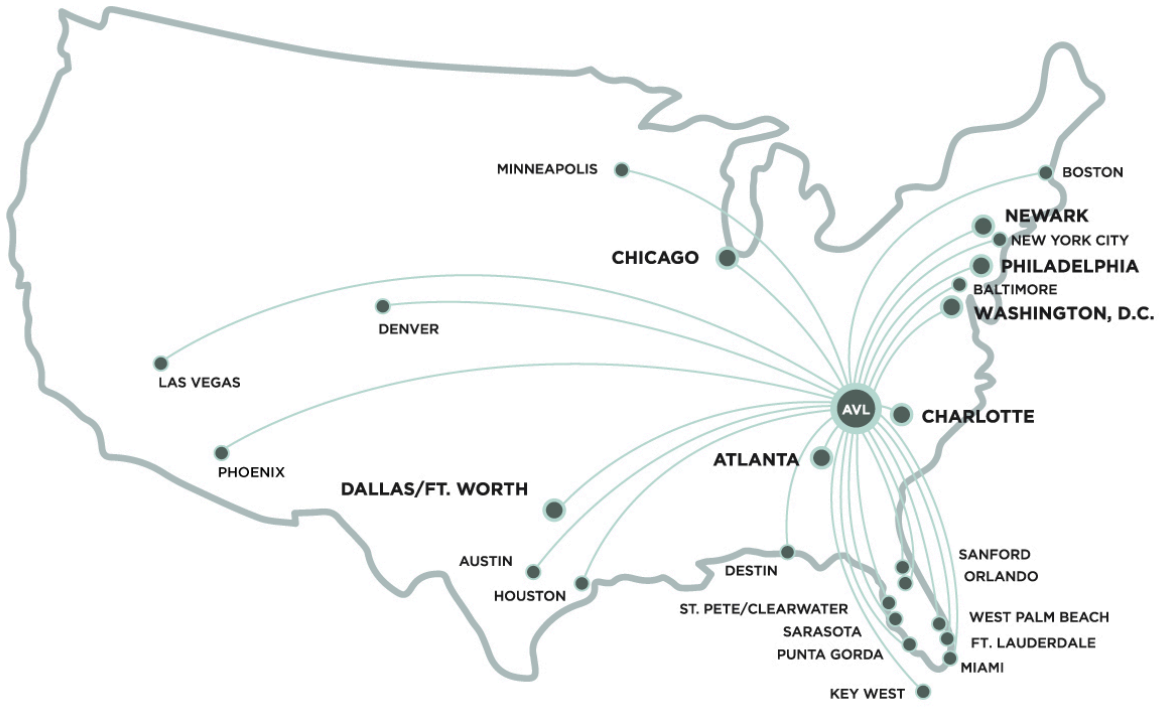 MINNEAPOLIS
BOSTON
NEWARK
NEW YORK CITY
CHICAGO
PHILADELPHIA
BALTIMORE
WASHINGTON, D.C.
DENVER
LAS VEGAS
AVL
CHARLOTTE
ATLANTA
PHOENIX
DALLAS/FT. WORTH
AUSTIN
HOUSTON
DESTIN
SANFORD
ORLANDO
ST. PETE/CLEARWATER
WEST PALM BEACH
SARASOTA
FT. LAUDERDALE
PUNTA GORDA
MIAMI
KEY WEST